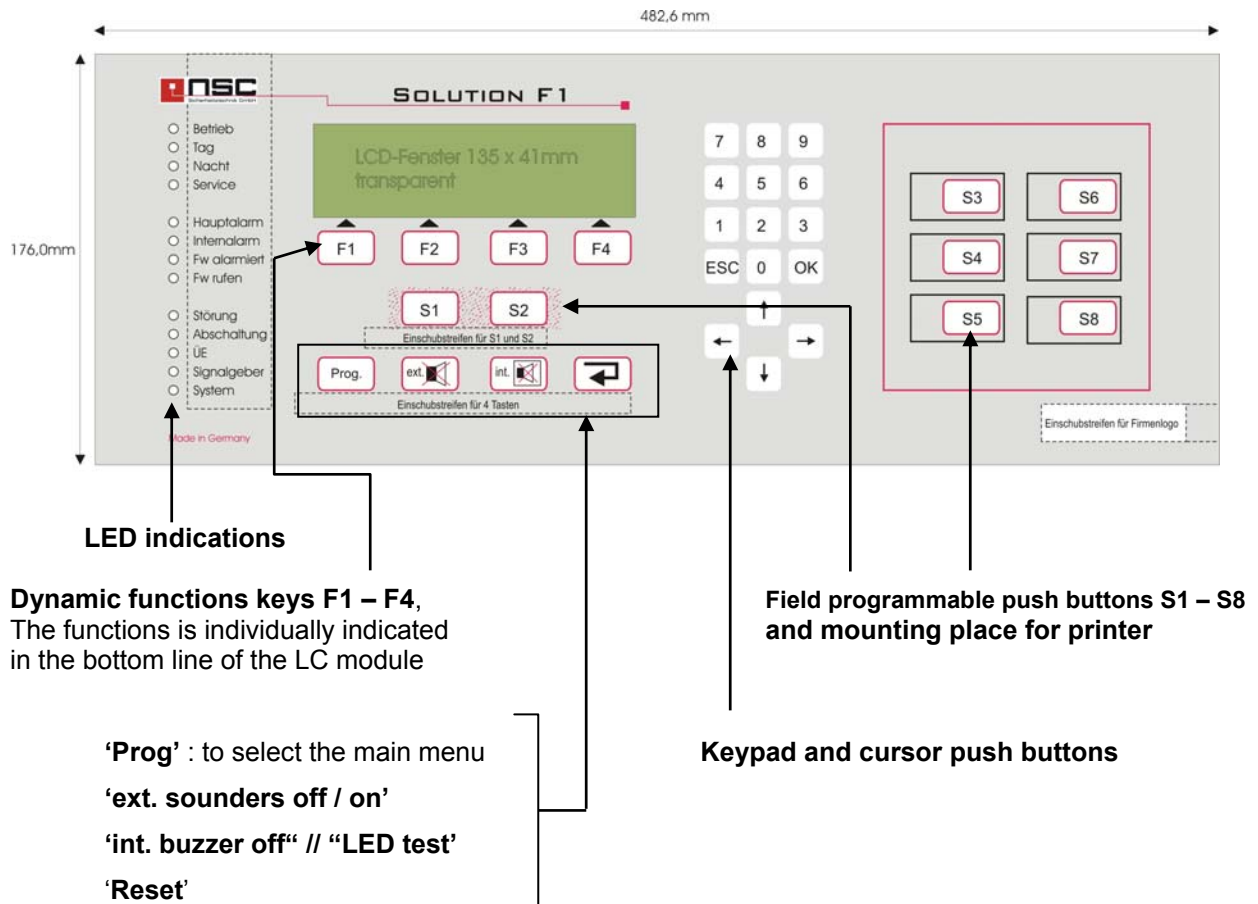 482,6 mm
176,0mm
nsc
Sicherheitstechnik GmbH
SOLUTION F1
Betrieb
Tag
Nacht
Service
Hauptalarm
Internalarm
Fw alarmiert
Fw rufen
Störung
Abschaltung
ÜE
Signalgeber
System
Made in Germany
LCD-Fenster 135 x 41mm
transparent
F1 F2 F3 F4
S1 S2
Einschubstreifen für S1 und S2
Prog. ext. int.
Einschubstreifen für 4 Tasten
7 8 9
4 5 6
1 2 3
ESC 0 OK
↑
← →
↓
S3 S6
S4 S7
S5 S8
Einschubstreifen für Firmenlogo
LED indications
Dynamic functions keys F1 – F4,
The functions is individually indicated
in the bottom line of the LC module
Field programmable push buttons S1 – S8
and mounting place for printer
‘Prog’ : to select the main menu
‘ext. sounders off / on’
‘int. buzzer off“ // “LED test’
‘Reset’
Keypad and cursor push buttons